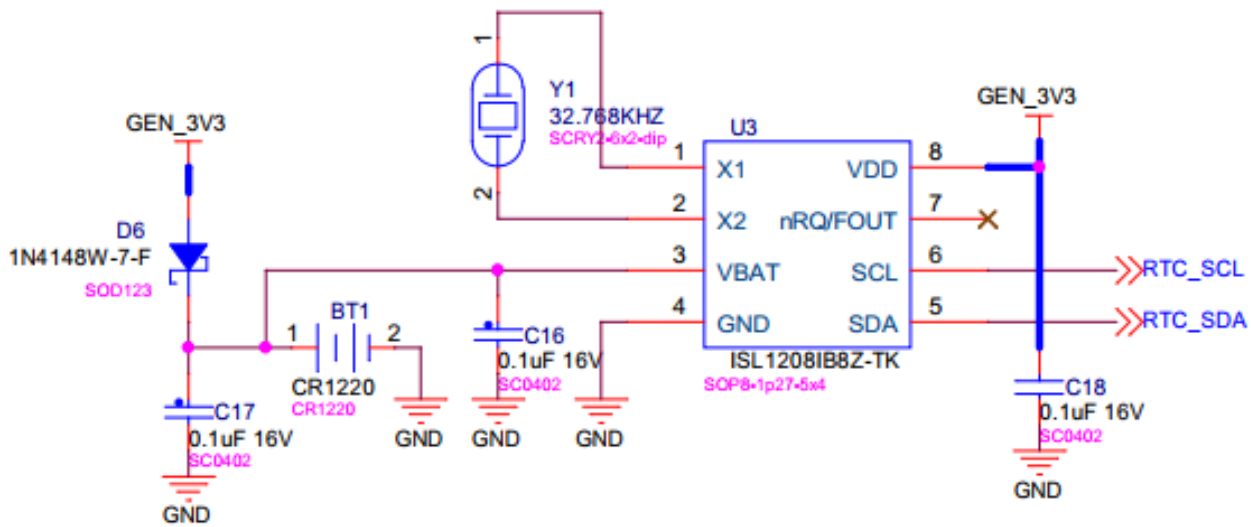 1
Y1
32.768KHZ
SCRY2-6x2-dip
2
GEN_3V3
D6
1N4148W-7-F
SOD123
1
BT1
2
CR1220
CR1220
GND
C17
0.1uF 16V
SC0402
GND
C16
0.1uF 16V
SC0402
GND
GND
U3
1
X1
2
X2
3
VBAT
4
GND
VDD
8
nRQ/FOUT
7
SCL
6
SDA
5
ISL1208IB8Z-TK
SOP8-1p27-5x4
GEN_3V3
RTC_SCL
RTC_SDA
C18
0.1uF 16V
SC0402
GND